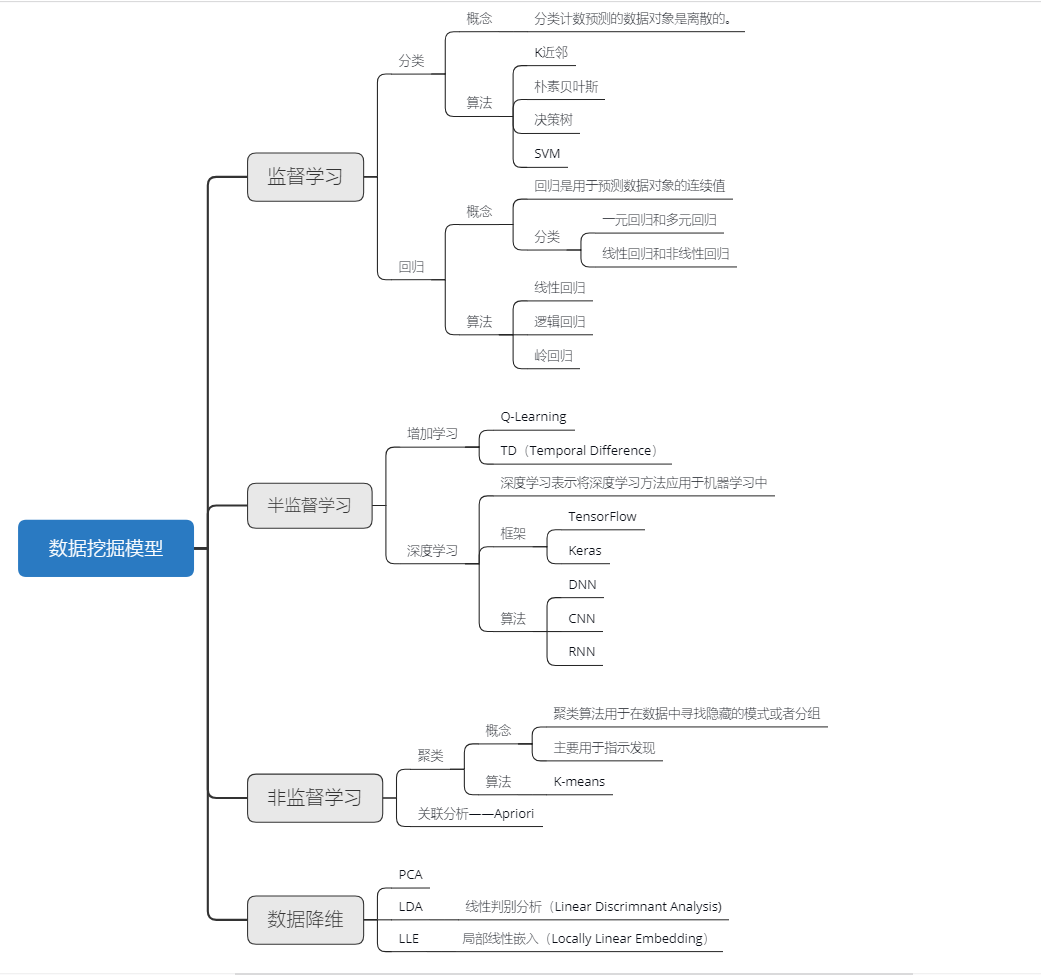 数据挖掘模型
监督学习
分类
概念
分类计数预测的数据对象是离散的。
算法
K近邻
朴素贝叶斯
决策树
SVM
回归
概念
回归是用于预测数据对象的连续值
分类
一元回归和多元回归
线性回归和非线性回归
算法
线性回归
逻辑回归
岭回归
半监督学习
增加学习
Q-Learning
TD（Temporal Difference）
深度学习
深度学习表示将深度学习方法应用于机器学习中
框架
TensorFlow
Keras
算法
DNN
CNN
RNN
非监督学习
聚类
概念
聚类算法用于在数据中寻找隐藏的模式或者分组
主要用于指示发现
算法
K-means
关联分析——Apriori
数据降维
PCA
LDA
线性判别分析（Linear Discrimnant Analysis)
LLE
局部线性嵌入（Locally Linear Embedding）